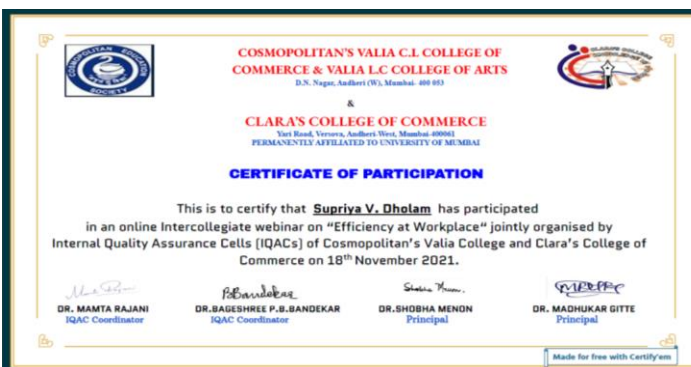 COSMOPOLITAN EDUCATION
SOCIETY
CLARA'S COLLEGE
COSMOPOLITAN'S VALIA C.L COLLEGE OF
COMMERCE & VALIA L.C COLLEGE OF ARTS
D.N. Nagar, Andheri (W), Mumbai- 400 053
&
CLARA'S COLLEGE OF COMMERCE
Yari Road, Versova, Andheri-West, Mumbai-400061
PERMANENTLY AFFILIATED TO UNIVERSITY OF MUMBAI
CERTIFICATE OF PARTICIPATION
This is to certify that Supriya V. Dholam has participated
in an online Intercollegiate webinar on “Efficiency at Workplace“ jointly organised by
Internal Quality Assurance Cells (IQACs) of Cosmopolitan's Valia College and Clara's College of
Commerce on 18th November 2021.
DR. MAMTA RAJANI DR.BAGESHREE P.B.BANDEKAR DR.SHOBHA MENON DR. MADHUKAR GITTE
IQAC Coordinator IQAC Coordinator Principal Principal
Made for free with Certify'em